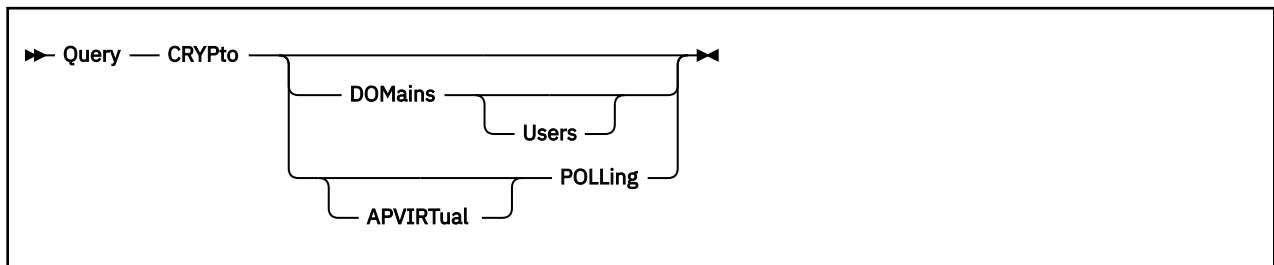 Query CRYPto
DOMains
Users
POLLing
APVIRTual